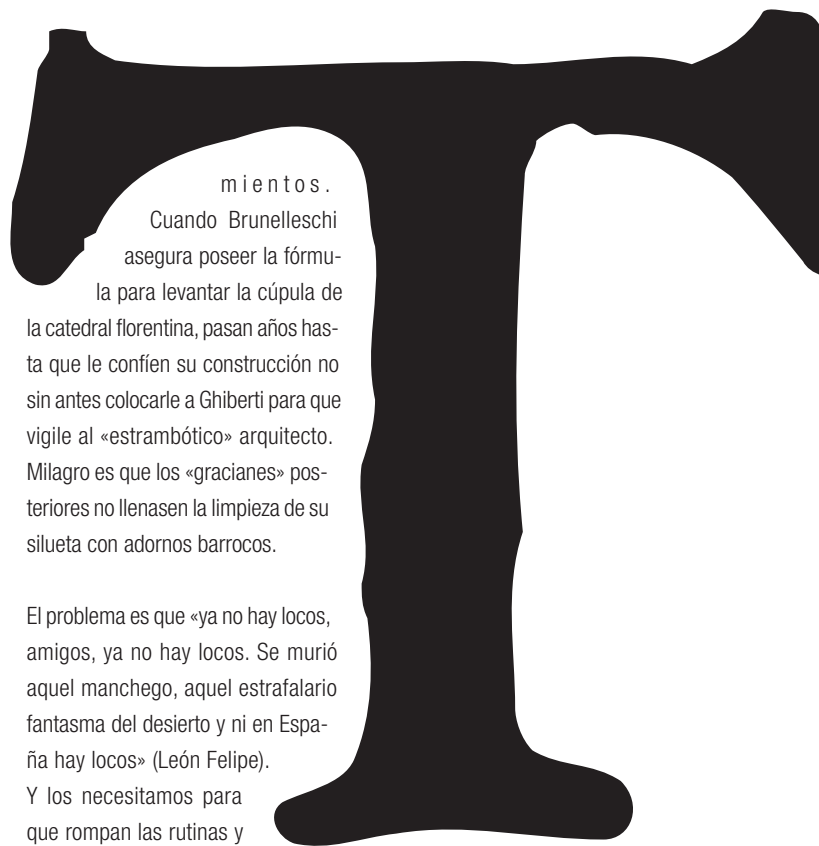 T
mientos.
Cuando Brunelleschi
asegura poseer la fórmu-
la para levantar la cúpula de
la catedral florentina, pasan años has-
ta que le confíen su construcción no
sin antes colocarle a Ghiberti para que
vigile al «estrambótico» arquitecto.
Milagro es que los «gracianes» pos-
teriores no llenasen la limpieza de su
silueta con adornos barrocos.
El problema es que «ya no hay locos,
amigos, ya no hay locos. Se murió
aquel manchego, aquel estrafalario
fantasma del desierto y ni en Espa-
ña hay locos» (León Felipe).
Y los necesitamos para
que rompan las rutinas y